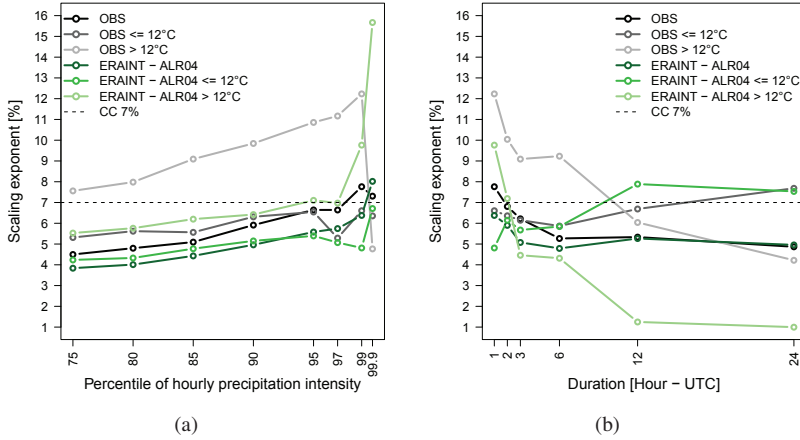 16
15
14
13
12
11
10
9
8
7
6
5
4
3
2
1
Scaling exponent [%]
OBS
OBS <= 12°C
OBS > 12°C
ERAINT − ALR04
ERAINT − ALR04 <= 12°C
ERAINT − ALR04 > 12°C
CC 7%
75
80
85
90
95
97
99
99.9
Percentile of hourly precipitation intensity
(a)
16
15
14
13
12
11
10
9
8
7
6
5
4
3
2
1
Scaling exponent [%]
OBS
OBS <= 12°C
OBS > 12°C
ERAINT − ALR04
ERAINT − ALR04 <= 12°C
ERAINT − ALR04 > 12°C
CC 7%
1
2
3
6
12
24
Duration [Hour − UTC]
(b)